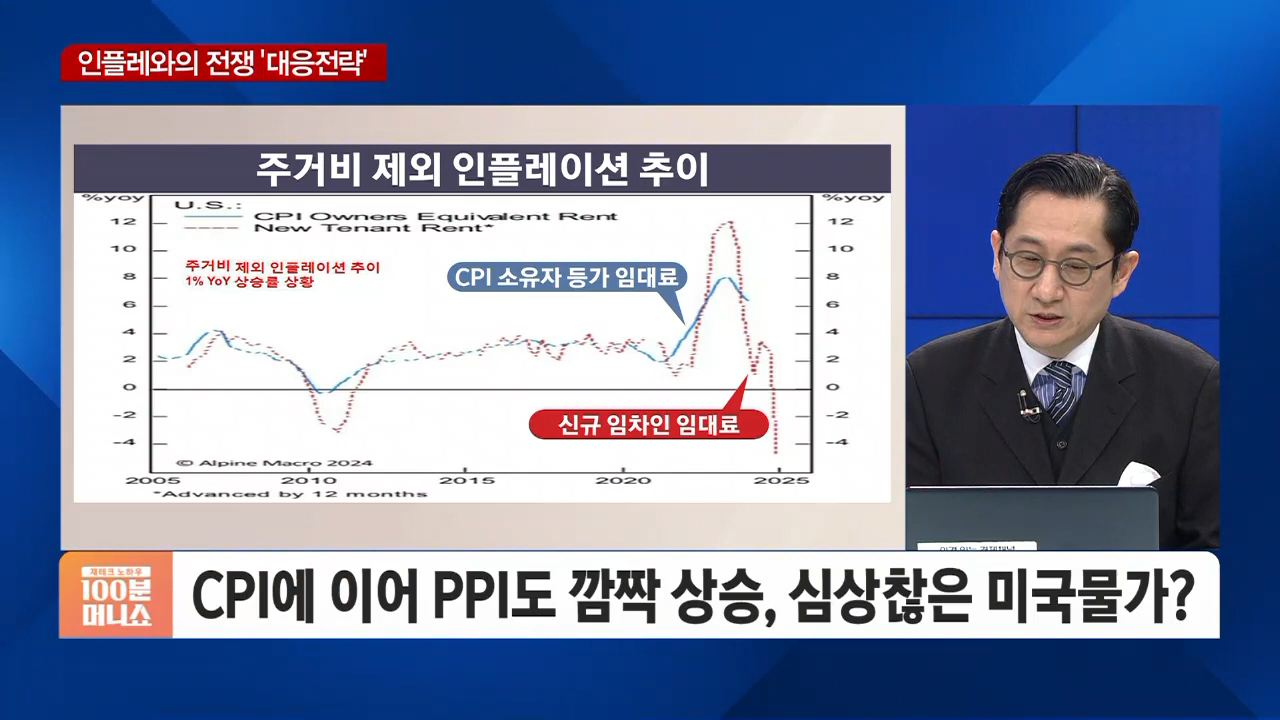 인플레와의 전쟁 '대응전략'
주거비 제외 인플레이션 추이
%yoy
%yoy
U.S.:
CPI Owners Equivalent Rent
New Tenant Rent*
주거비 제외 인플레이션 추이
1% YoY 상승률 상황
CPI 소유자 등가 임대료
신규 임차인 임대료
12
10
8
6
4
2
0
-2
-4
12
10
8
6
4
2
0
-2
-4
© Alpine Macro 2024
2005 2010 2015 2020 2025
*Advanced by 12 months
재테크 노하우
100분
머니쇼
CPI에 이어 PPI도 깜짝 상승, 심상찮은 미국물가?